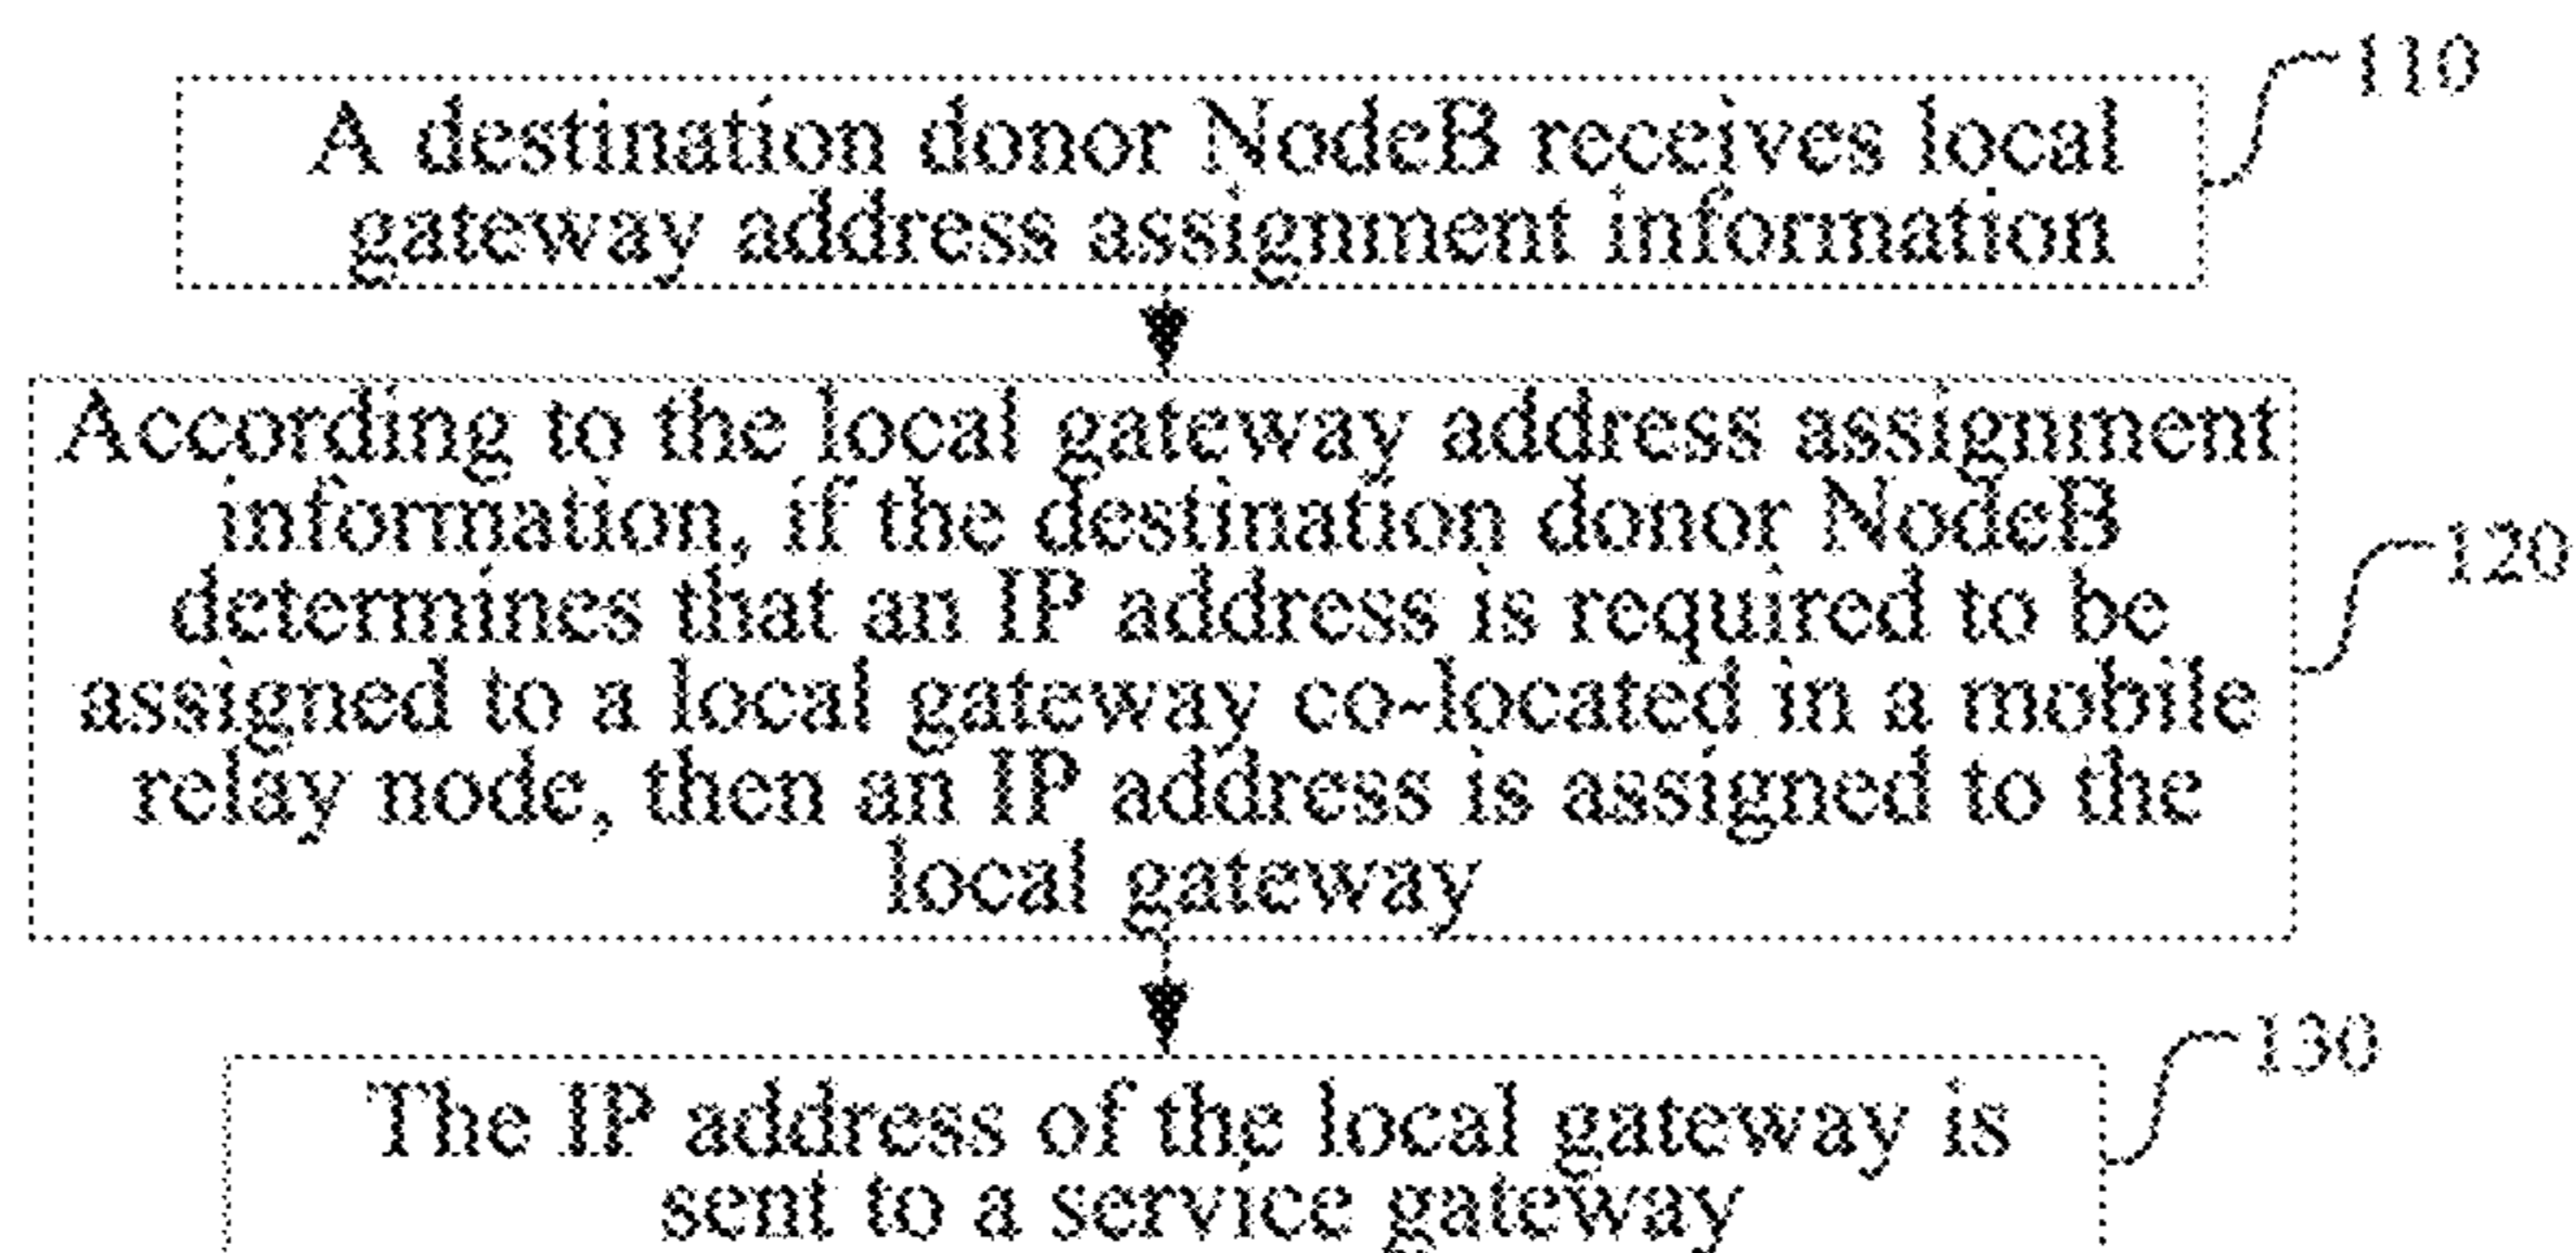 110
A destination donor NodeB receives local
gateway address assignment information
According to the local gateway address assignment
information, if the destination donor NodeB
determines that an IP address is required to be
assigned to a local gateway co-located in a mobile
relay node, then an IP address is assigned to the
local gateway
120
130
The IP address of the local gateway is
sent to a service gateway